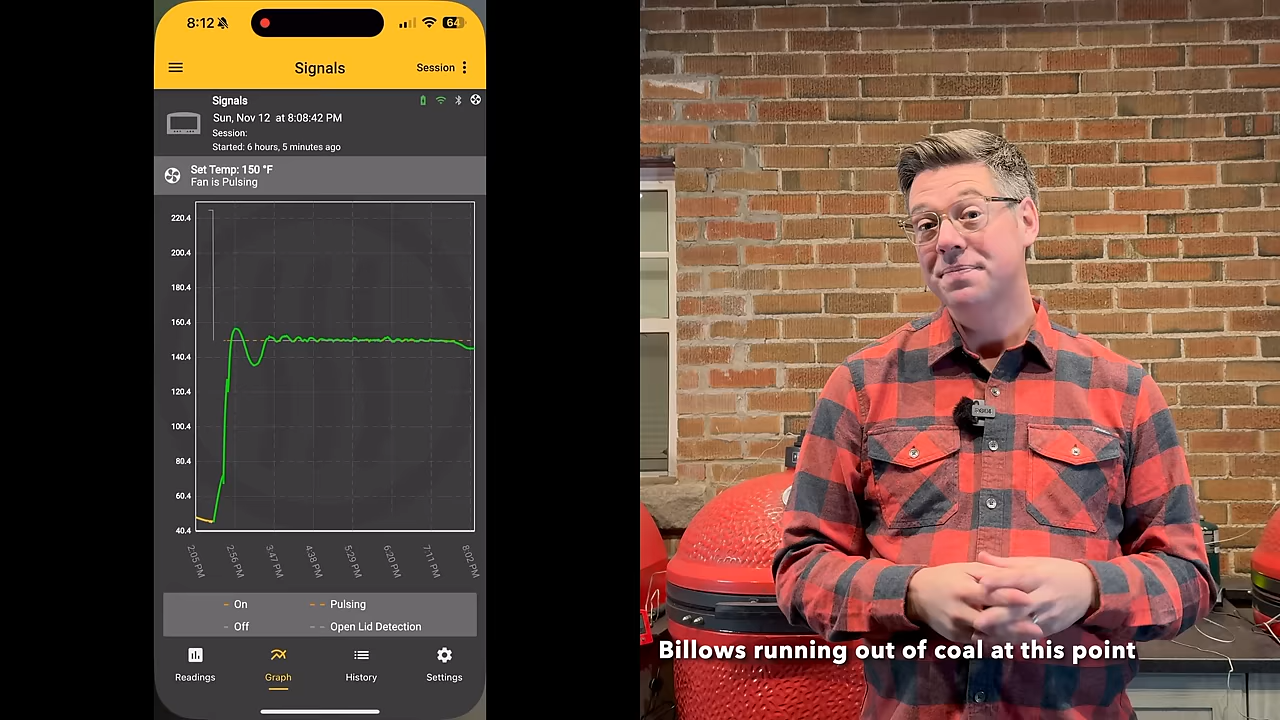 8:12
64
Signals
Session
Signals
Sun, Nov 12 at 8:08:42 PM
Session:
Started: 6 hours, 5 minutes ago
Set Temp: 150 °F
Fan is Pulsing
220.4
200.4
180.4
160.4
140.4
120.4
100.4
80.4
60.4
40.4
2:05 PM
2:56 PM
3:47 PM
4:38 PM
5:29 PM
6:20 PM
7:11 PM
On
Pulsing
Off
Open Lid Detection
Readings
Graph
History
Settings
Billows running out of coal at this point